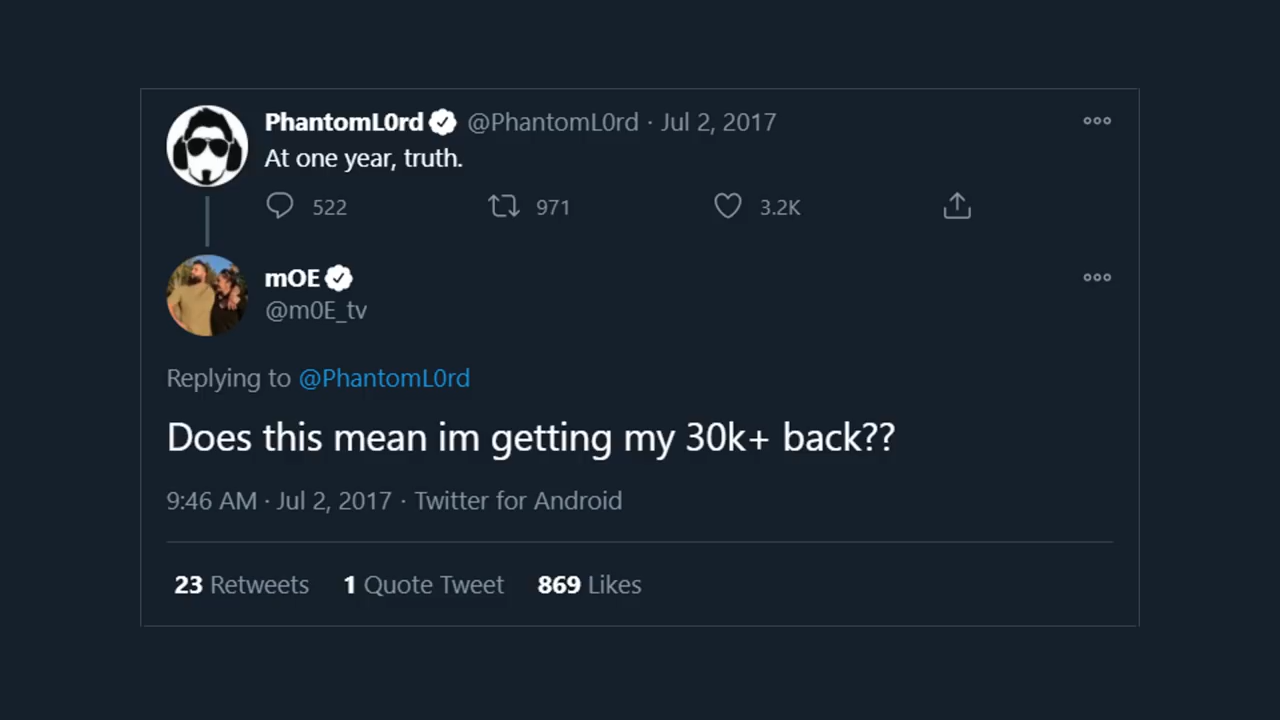 PhantomL0rd @PhantomL0rd · Jul 2, 2017
At one year, truth.
522 971 3.2K
mOE
@m0E_tv
Replying to @PhantomL0rd
Does this mean im getting my 30k+ back??
9:46 AM · Jul 2, 2017 · Twitter for Android
23 Retweets 1 Quote Tweet 869 Likes